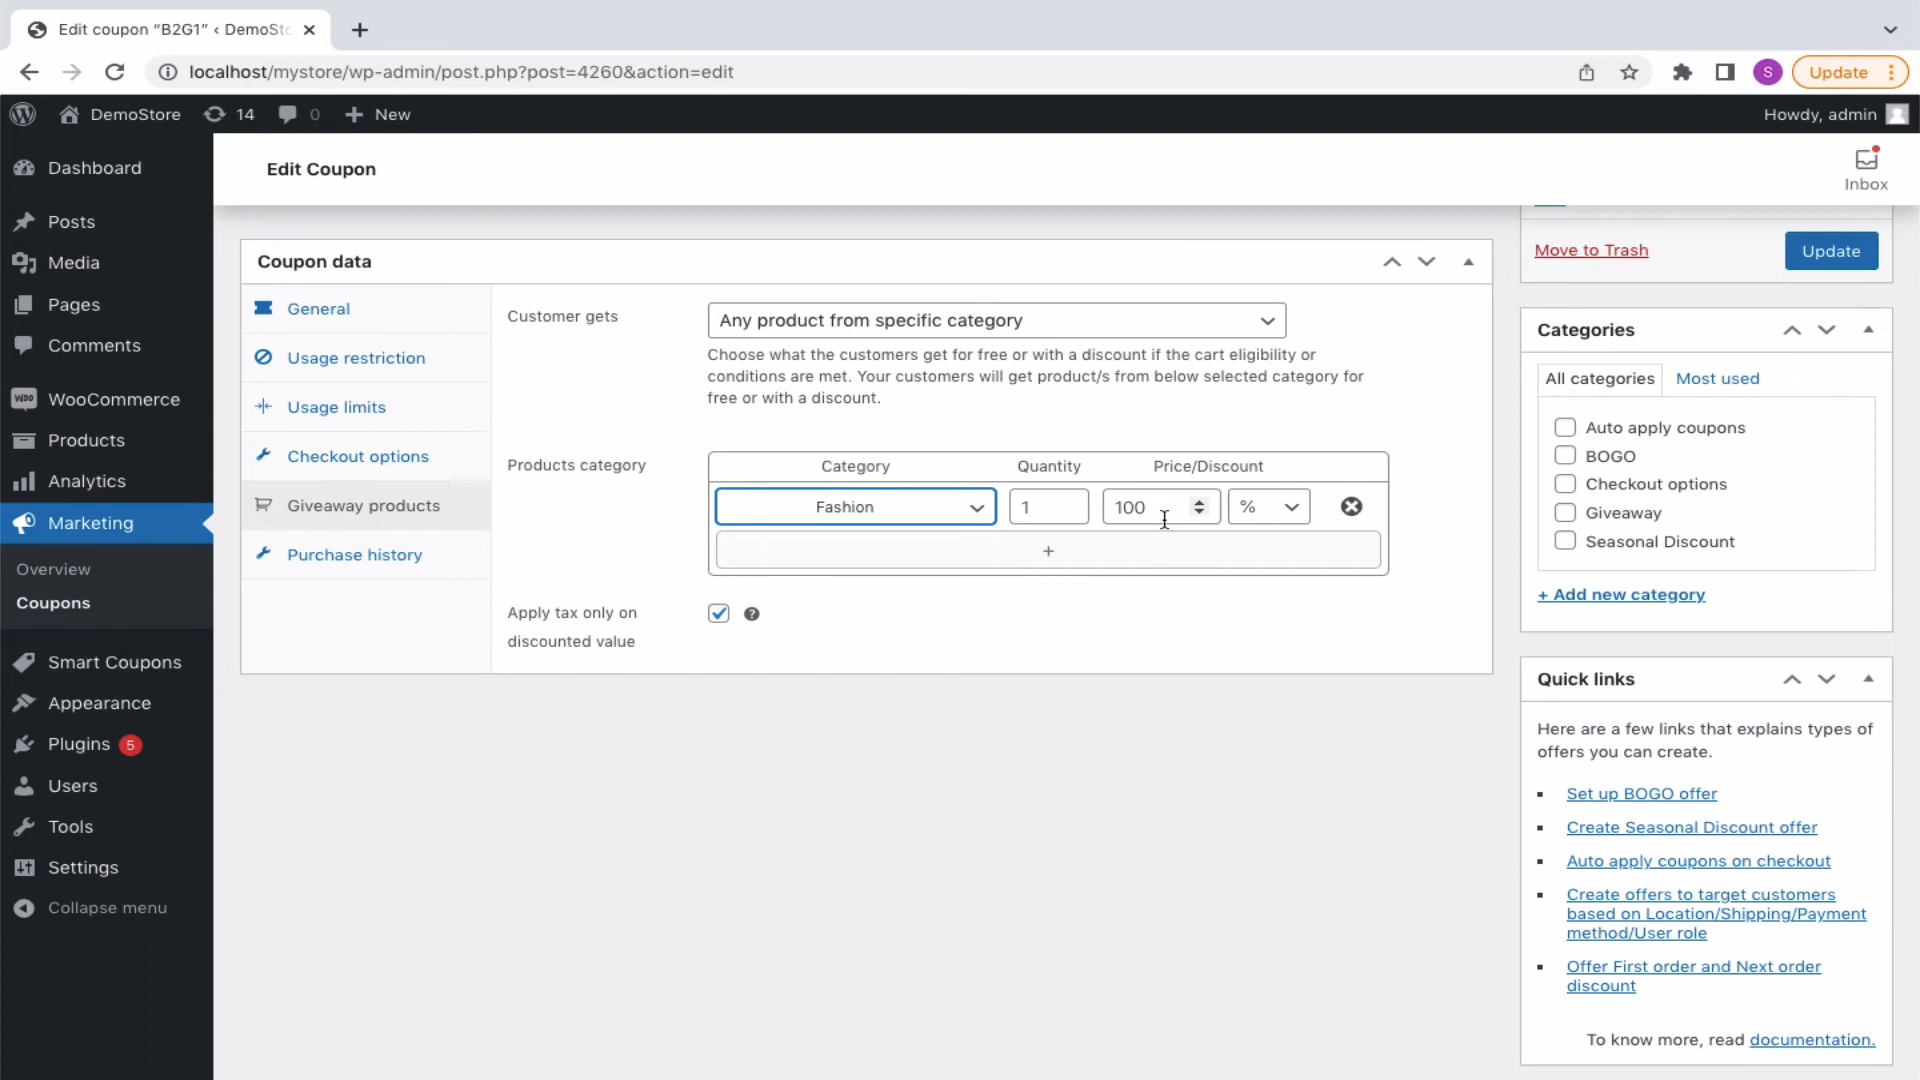 Edit coupon “B2G1” ‹ DemoSto
localhost/mystore/wp-admin/post.php?post=4260&action=edit
S
Update
DemoStore
14
0
New
Howdy, admin
Dashboard
Posts
Media
Pages
Comments
WOO
WooCommerce
Products
Analytics
Marketing
Overview
Coupons
Smart Coupons
Appearance
Plugins 5
Users
Tools
Settings
Collapse menu
Edit Coupon
Inbox
Coupon data
General
Usage restriction
Usage limits
Checkout options
Giveaway products
Purchase history
Customer gets
Any product from specific category
Choose what the customers get for free or with a discount if the cart eligibility or
conditions are met. Your customers will get product/s from below selected category for
free or with a discount.
Products category
Category Quantity Price/Discount
Fashion 1 100 %
+
Apply tax only on
discounted value
?
Move to Trash
Update
Categories
All categories
Most used
Auto apply coupons
BOGO
Checkout options
Giveaway
Seasonal Discount
+ Add new category
Quick links
Here are a few links that explains types of
offers you can create.
Set up BOGO offer
Create Seasonal Discount offer
Auto apply coupons on checkout
Create offers to target customers
based on Location/Shipping/Payment
method/User role
Offer First order and Next order
discount
To know more, read documentation.